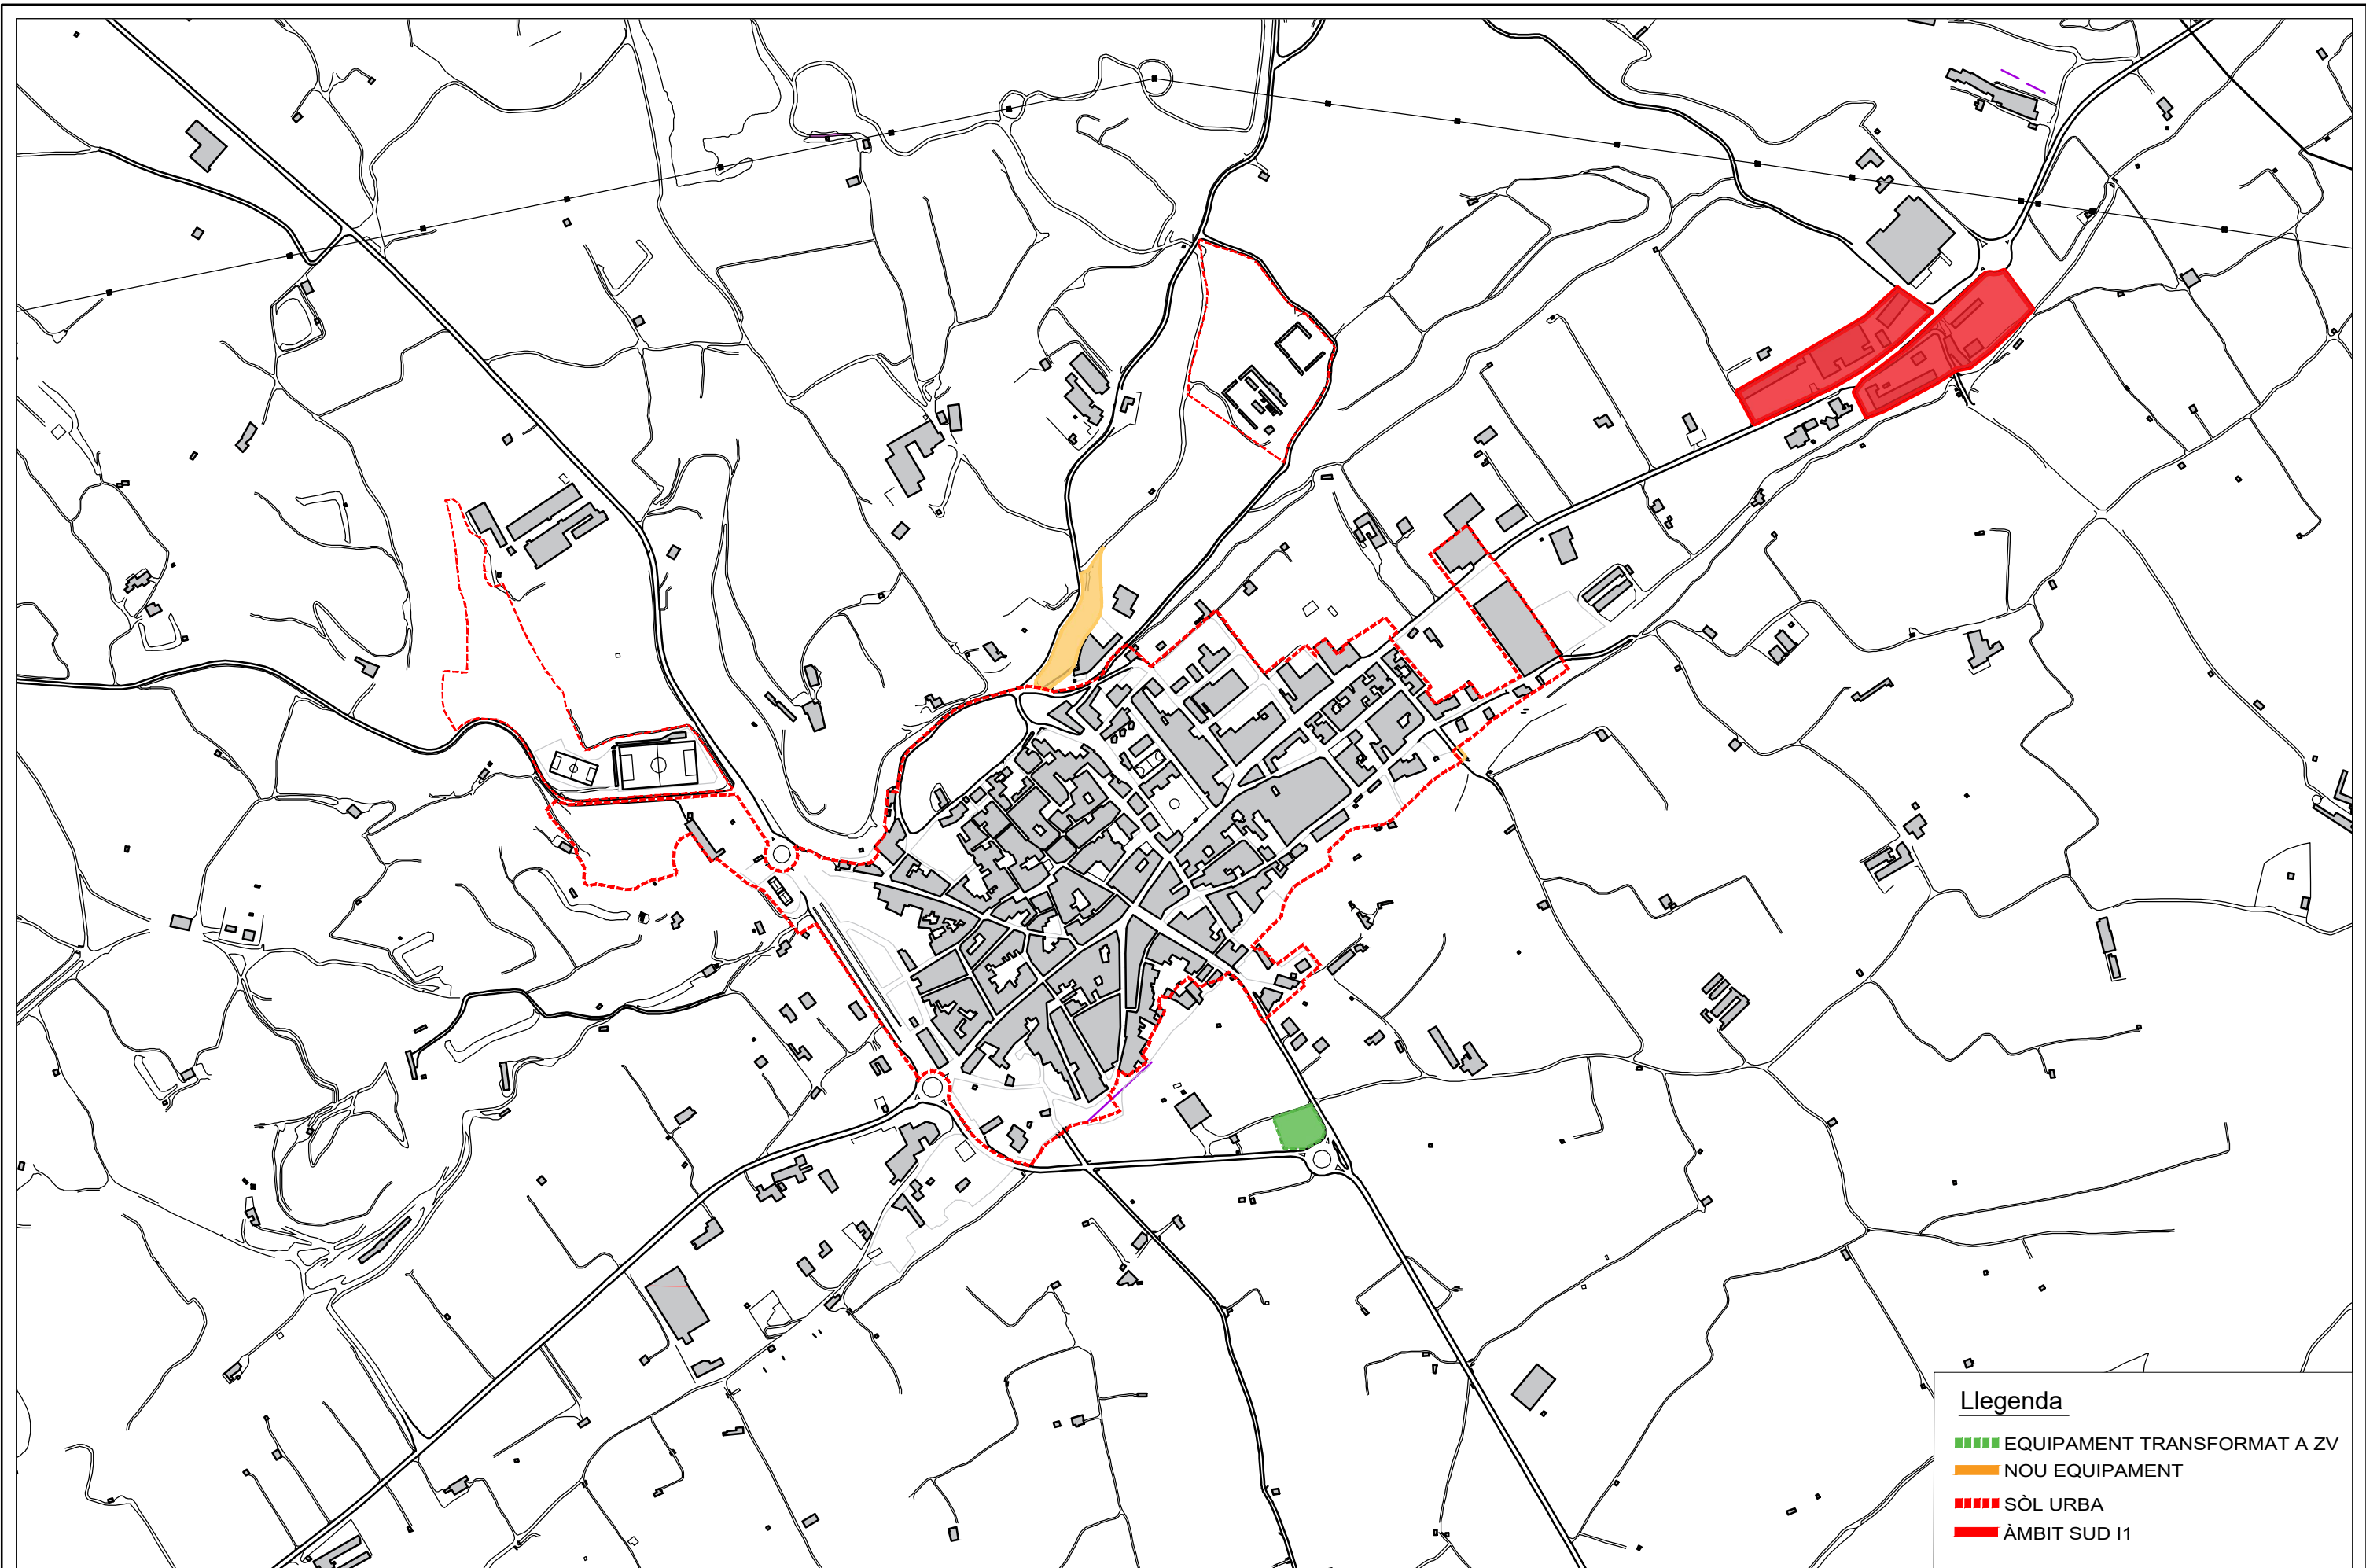 Llegenda
EQUIPAMENT TRANSFORMAT A ZV
NOU EQUIPAMENT
SÒL URBA
ÀMBIT SUD I1